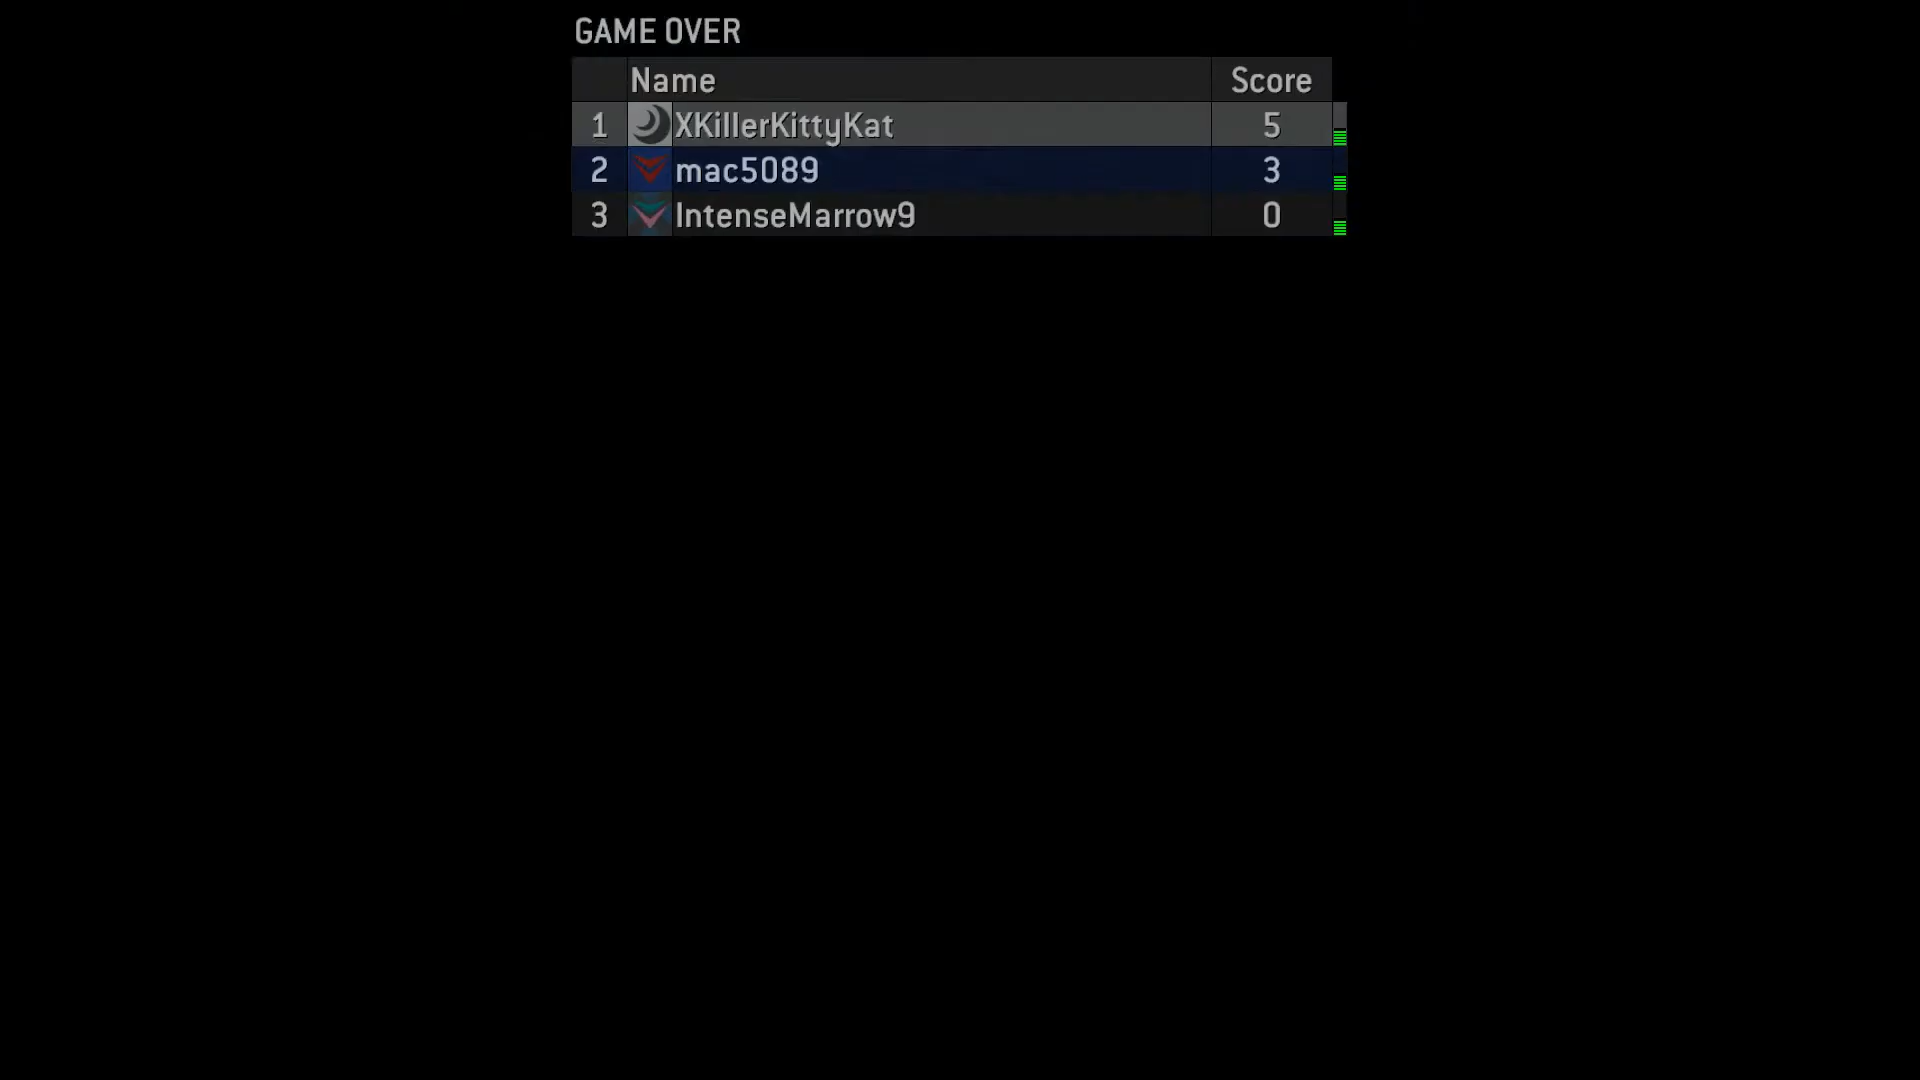 GAME OVER
Name Score
1 XKillerKittyKat 5
2 mac5089 3
3 IntenseMarrow9 0